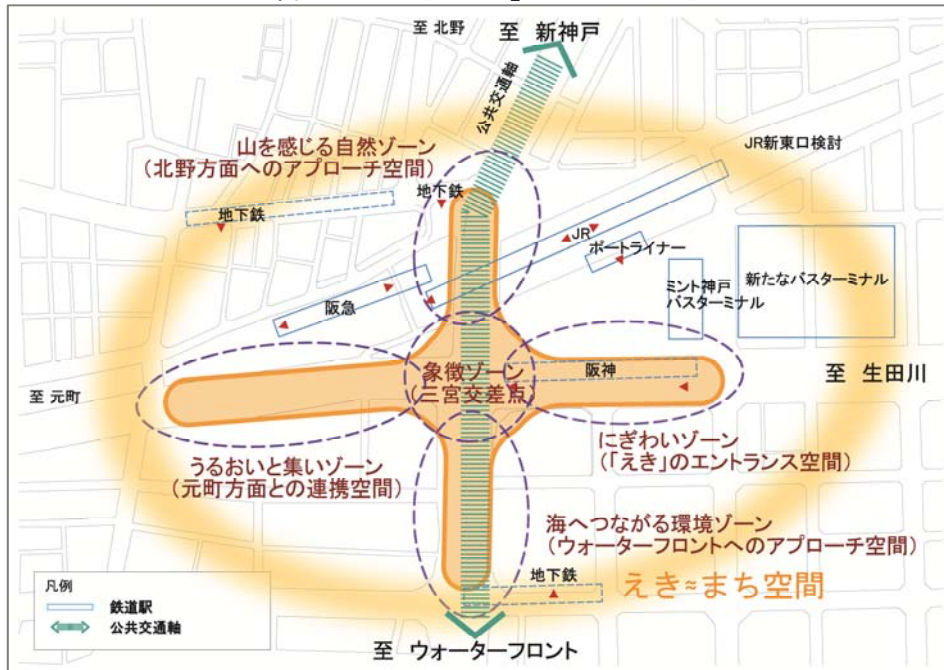 至 北野
至 新神戸
公共交通軸
JR新東口検討
山を感じる自然ゾーン
（北野方面へのアプローチ空間）
地下鉄
地下鉄
JR
ポートライナー
ミント神戸
バスターミナル
新たなバスターミナル
阪急
象徴ゾーン
（三宮交差点）
阪神
至 生田川
至 元町
にぎわいゾーン
（「えき」のエントランス空間）
うるおいと集いゾーン
（元町方面との連携空間）
海へつながる環境ゾーン
（ウォーターフロントへのアプローチ空間）
えき≈まち空間
地下鉄
凡例
鉄道駅
公共交通軸
至 ウォーターフロント